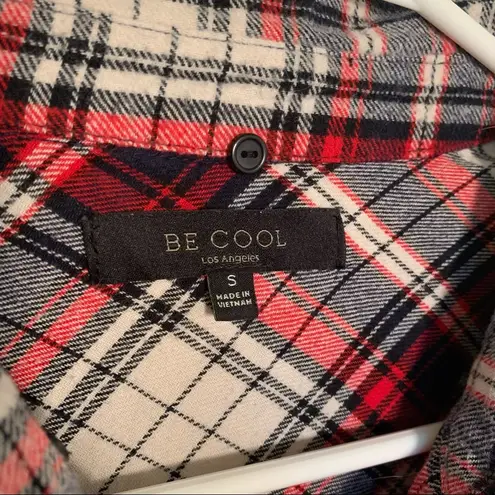 BE COOL
Los Angeles
S
MADE IN
VIETNAM